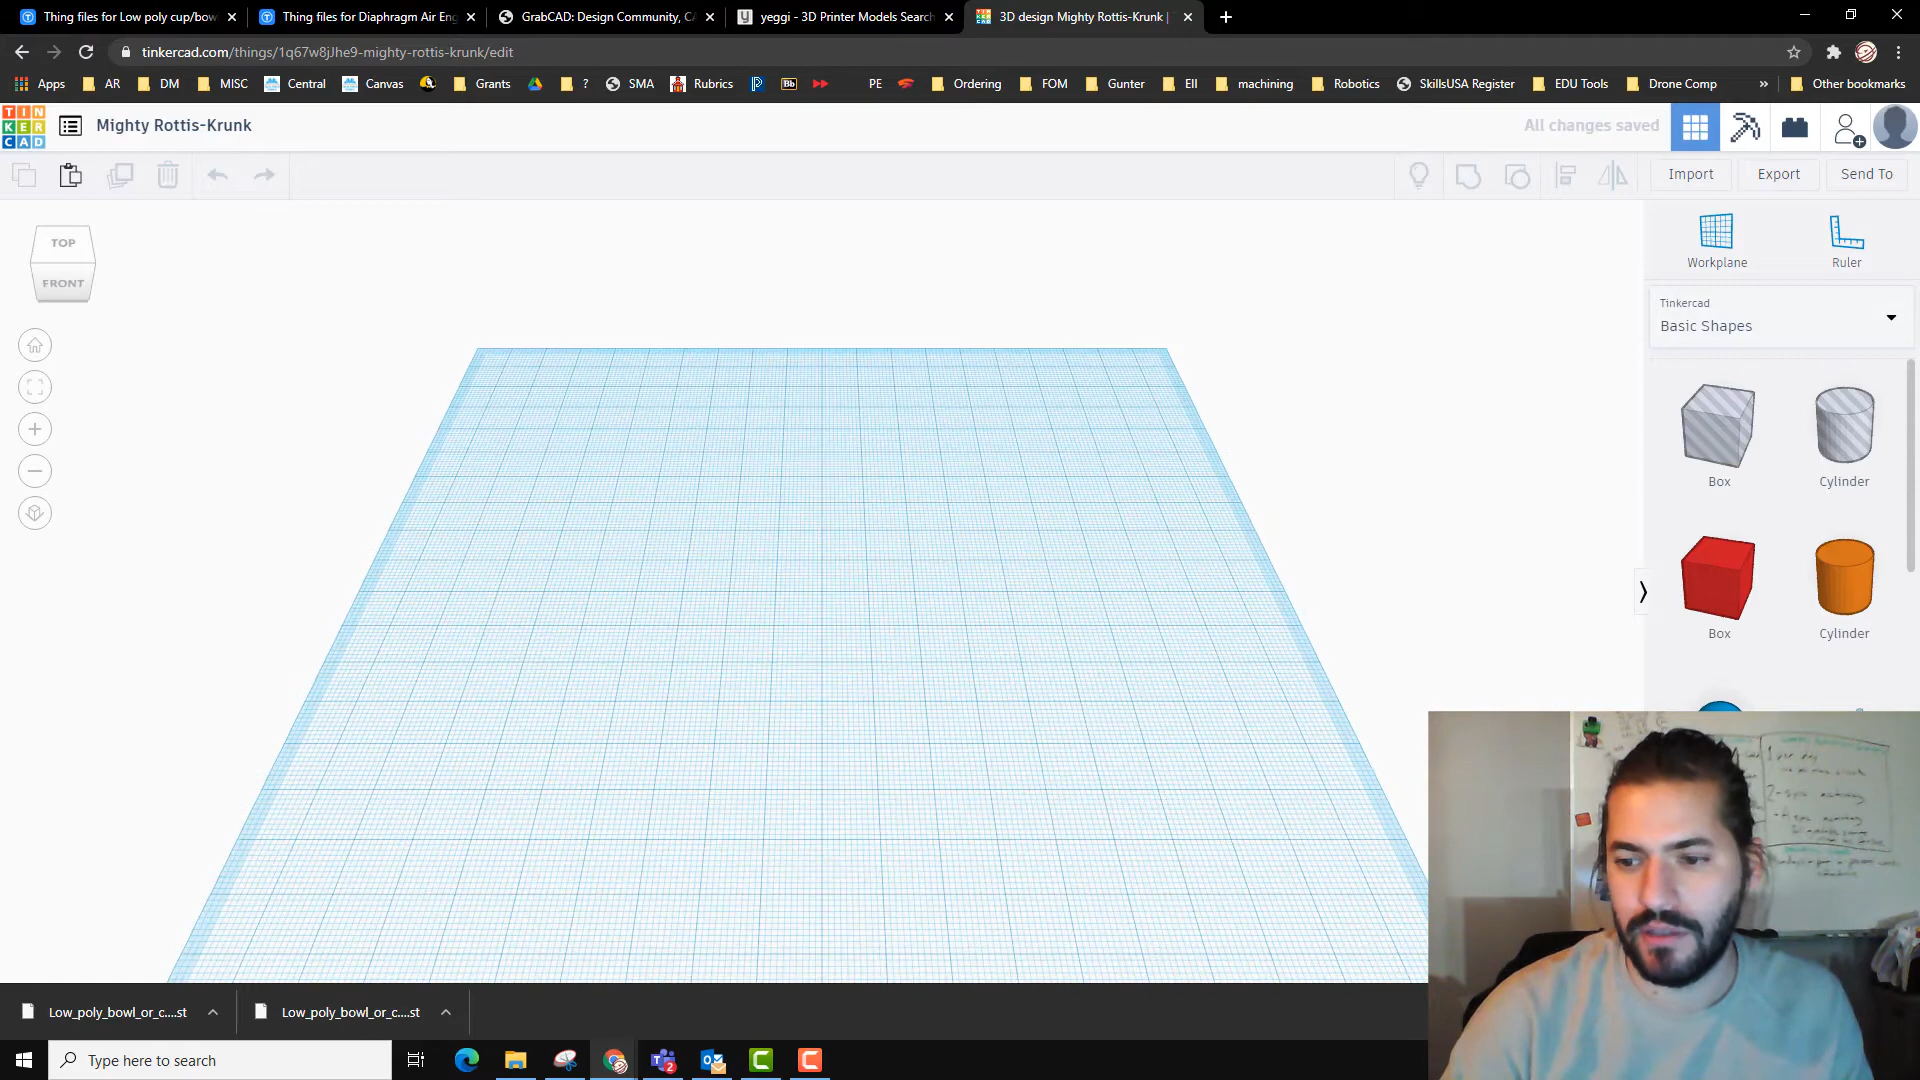 Thing files for Low poly cup/bow
Thing files for Diaphragm Air Eng
GrabCAD: Design Community, CA
yeggi - 3D Printer Models Search
3D design Mighty Rottis-Krunk |
tinkercad.com/things/1q67w8jJhe9-mighty-rottis-krunk/edit
Apps AR DM MISC Central Canvas Grants ? SMA Rubrics Bb PE Ordering FOM Gunter EII machining Robotics SkillsUSA Register EDU Tools Drone Comp » Other bookmarks
TIN
KER
CAD
Mighty Rottis-Krunk
All changes saved
Import Export Send To
TOP
FRONT
Workplane Ruler
Tinkercad
Basic Shapes
Box Cylinder
Box Cylinder
Low_poly_bowl_or_c....st
Low_poly_bowl_or_c....st
Type here to search
2